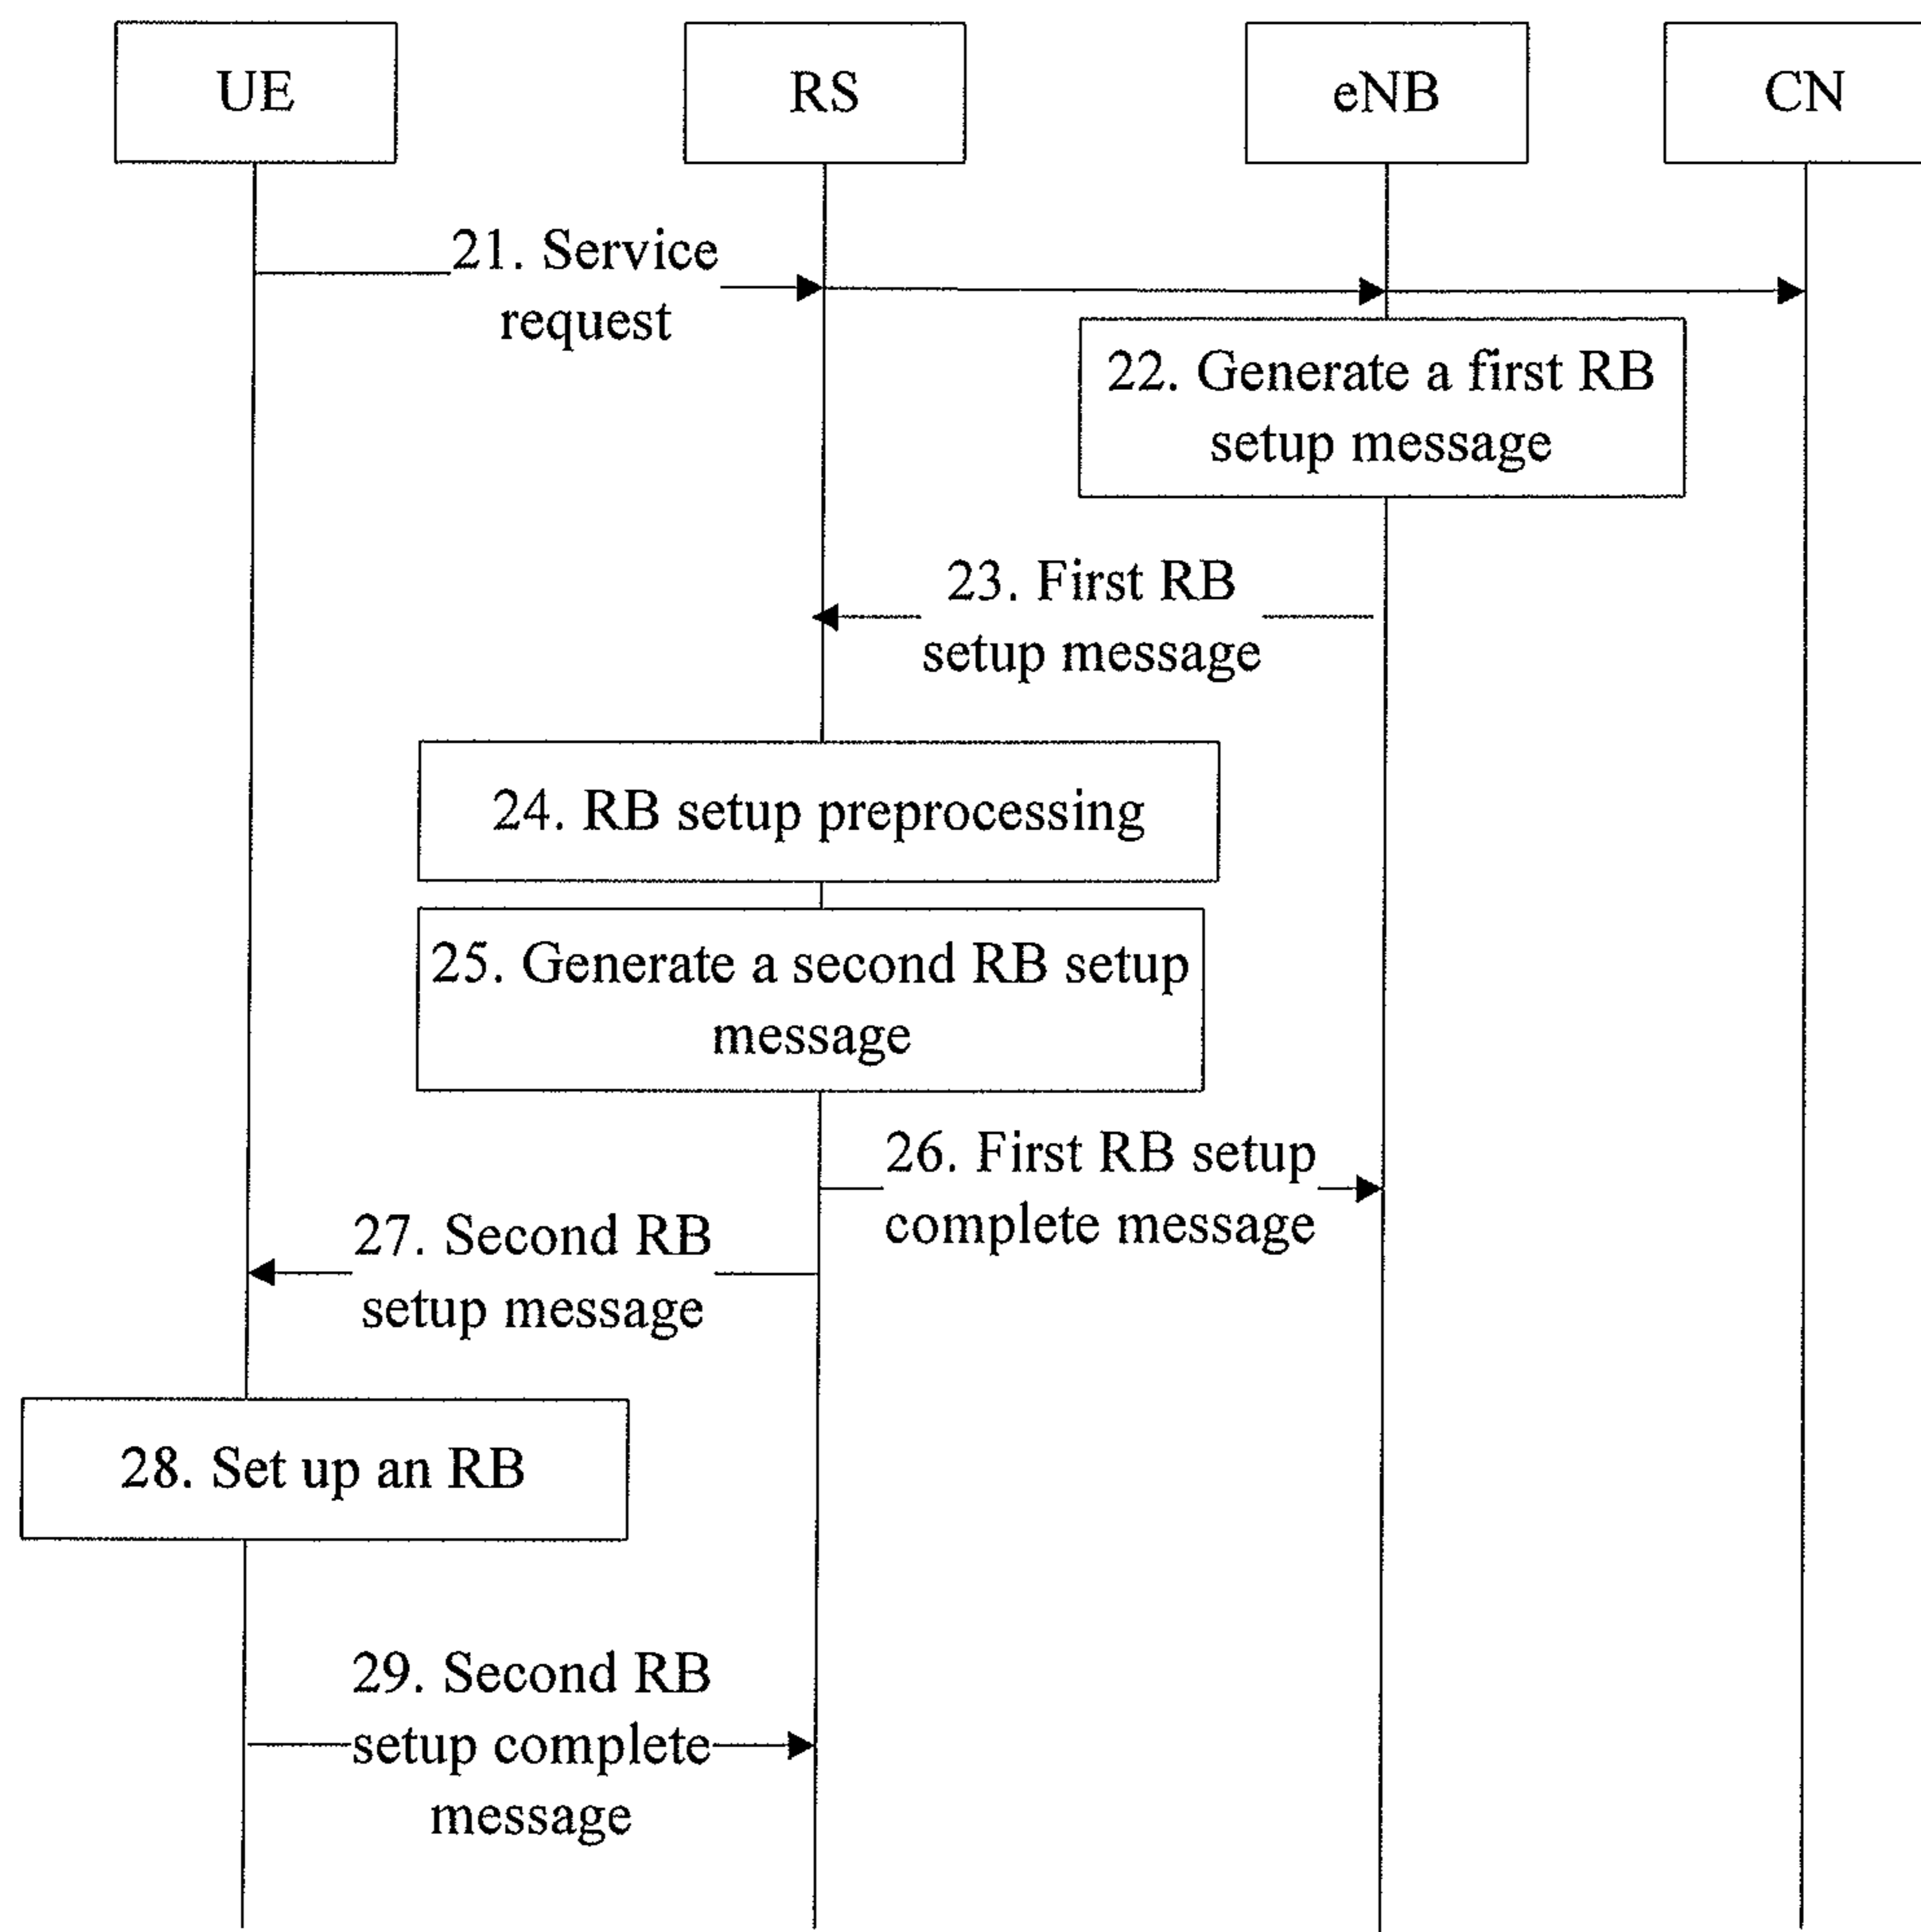 UE
RS
eNB
CN
21. Service
request
22. Generate a first RB
setup message
23. First RB
setup message
24. RB setup preprocessing
25. Generate a second RB setup
message
26. First RB setup
complete message
27. Second RB
setup message
28. Set up an RB
29. Second RB
setup complete
message